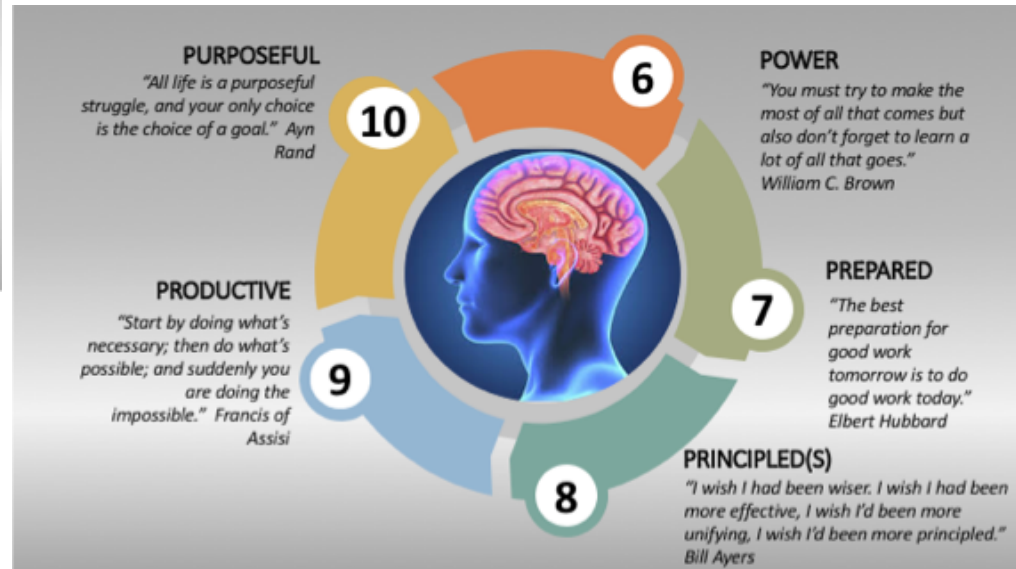 PURPOSEFUL
“All life is a purposeful
struggle, and your only choice
is the choice of a goal.” Ayn
Rand
10
6
POWER
“You must try to make the
most of all that comes but
also don’t forget to learn a
lot of all that goes.”
William C. Brown
PREPARED
“The best
preparation for
good work
tomorrow is to do
good work today.”
Elbert Hubbard
7
PRODUCTIVE
“Start by doing what’s
necessary; then do what’s
possible; and suddenly you
are doing the
impossible.” Francis of
Assisi
9
8
PRINCIPLED(S)
“I wish I had been wiser. I wish I had been
more effective, I wish I’d been more
unifying, I wish I’d been more principled.”
Bill Ayers